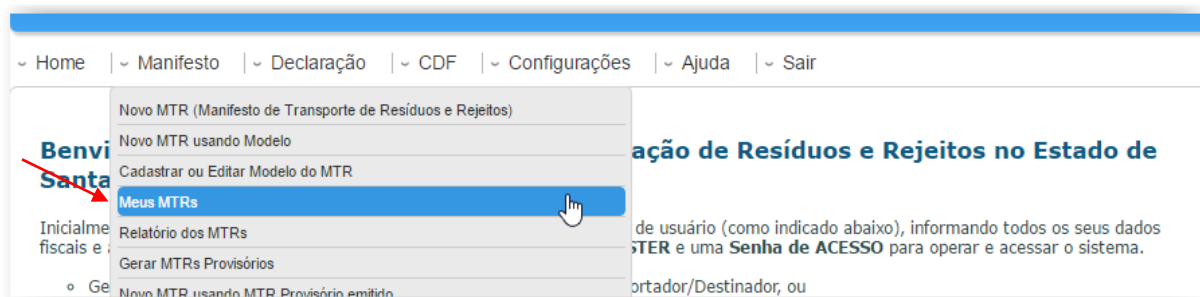 Home Manifesto Declaração CDF Configurações Ajuda Sair
Novo MTR (Manifesto de Transporte de Resíduos e Rejeitos)
Novo MTR usando Modelo
Cadastrar ou Editar Modelo do MTR
Meus MTRs
Relatório dos MTRs
Gerar MTRs Provisórios
Novo MTR usando MTR Provisório emitido
Benvi ação de Resíduos e Rejeitos no Estado de
Santa
Inicialme de usuário (como indicado abaixo), informando todos os seus dados
fiscais e STER e uma Senha de ACESSO para operar e acessar o sistema.
Ge ortador/Destinador, ou